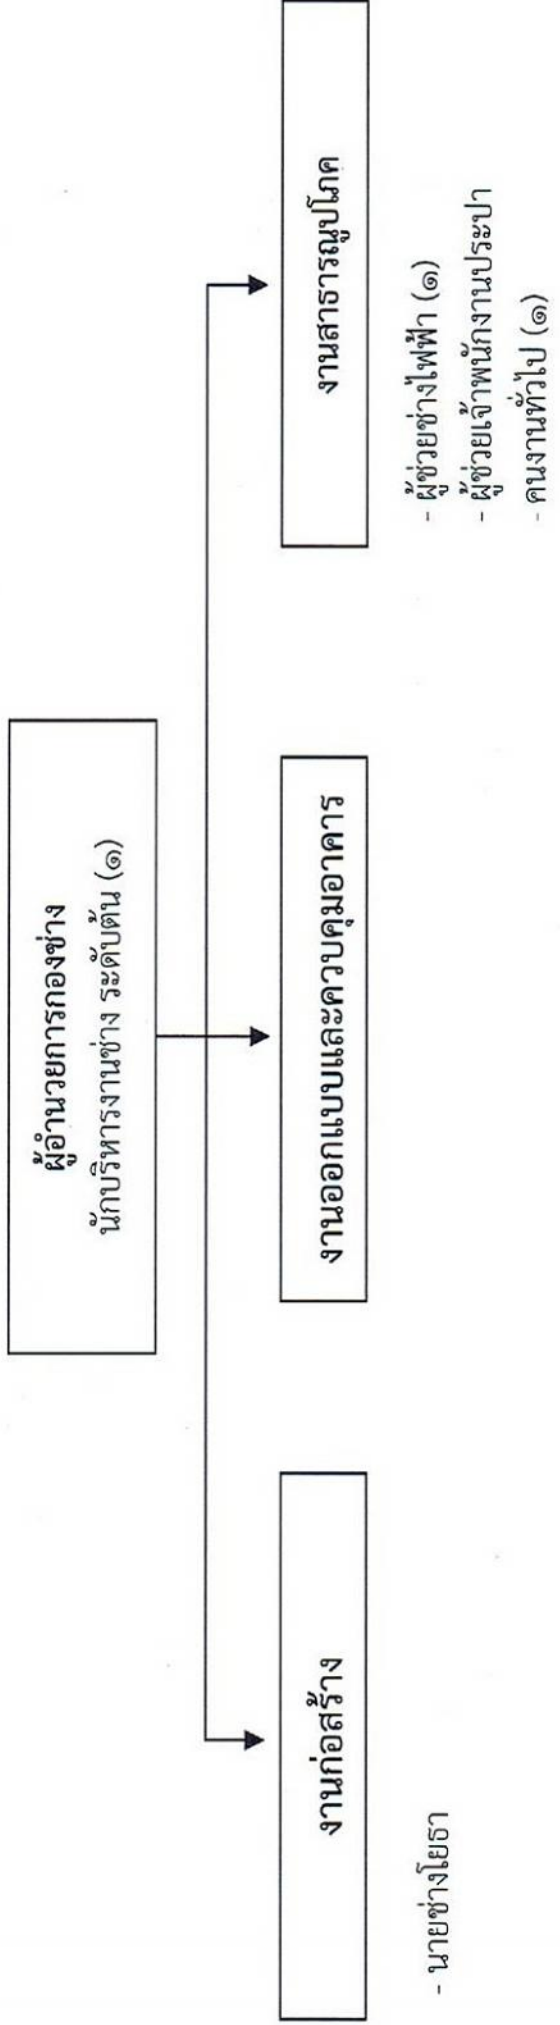 ผู้อำนวยการกองช่าง
นักบริหารงานช่าง ระดับต้น (๑)
งานก่อสร้าง
- นายช่างโยธา
งานออกแบบและควบคุมอาคาร
งานสาธารณูปโภค
- ผู้ช่วยช่างไฟฟ้า (๑)
- ผู้ช่วยเจ้าพนักงานประปา
- คนงานทั่วไป (๑)